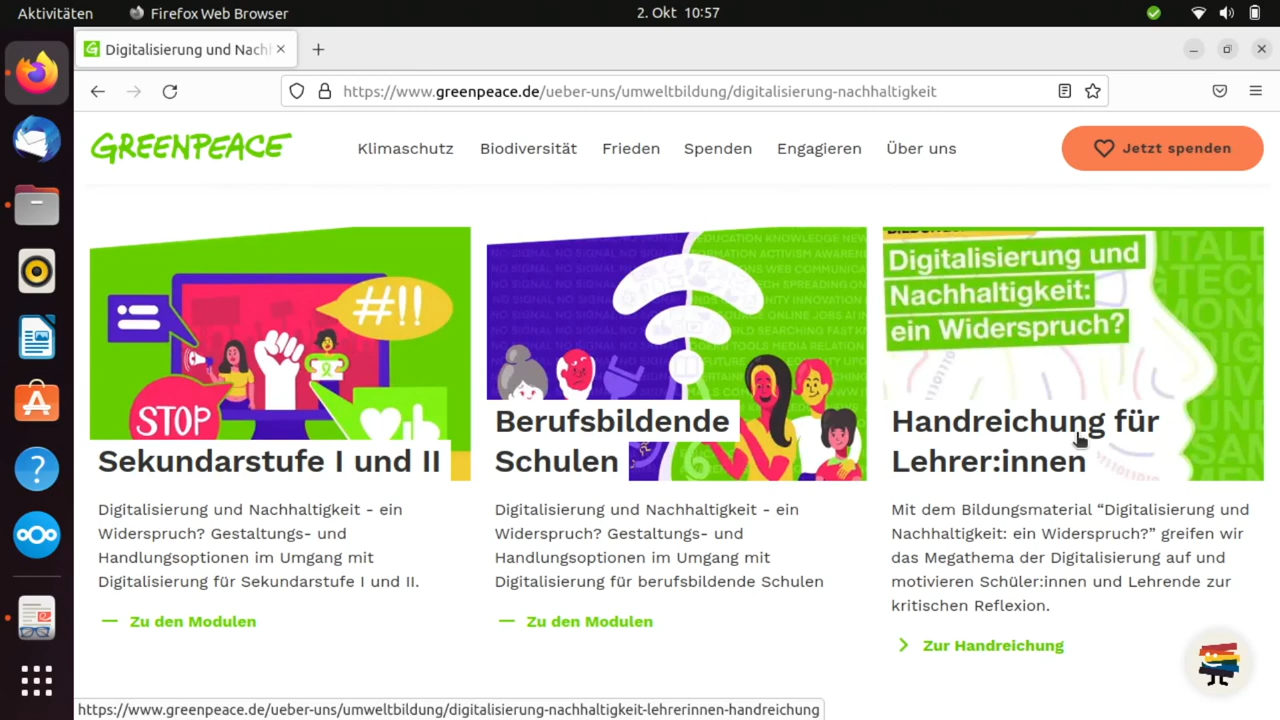 Aktivitäten
Firefox Web Browser
2. Okt 10:57
Digitalisierung und Nachl
https://www.greenpeace.de/ueber-uns/umweltbildung/digitalisierung-nachhaltigkeit
GREENPEACE
Klimaschutz
Biodiversität
Frieden
Spenden
Engagieren
Über uns
Jetzt spenden
#!!
STOP
Sekundarstufe I und II
Digitalisierung und Nachhaltigkeit - ein
Widerspruch? Gestaltungs- und
Handlungsoptionen im Umgang mit
Digitalisierung für Sekundarstufe I und II.
Zu den Modulen
Berufsbildende
Schulen
Digitalisierung und Nachhaltigkeit - ein
Widerspruch? Gestaltungs- und
Handlungsoptionen im Umgang mit
Digitalisierung für berufsbildende Schulen
Zu den Modulen
Digitalisierung und
Nachhaltigkeit:
ein Widerspruch?
Handreichung für
Lehrer:innen
Mit dem Bildungsmaterial “Digitalisierung und
Nachhaltigkeit: ein Widerspruch?” greifen wir
das Megathema der Digitalisierung auf und
motivieren Schüler:innen und Lehrende zur
kritischen Reflexion.
Zur Handreichung
https://www.greenpeace.de/ueber-uns/umweltbildung/digitalisierung-nachhaltigkeit-lehrerinnen-handreichung